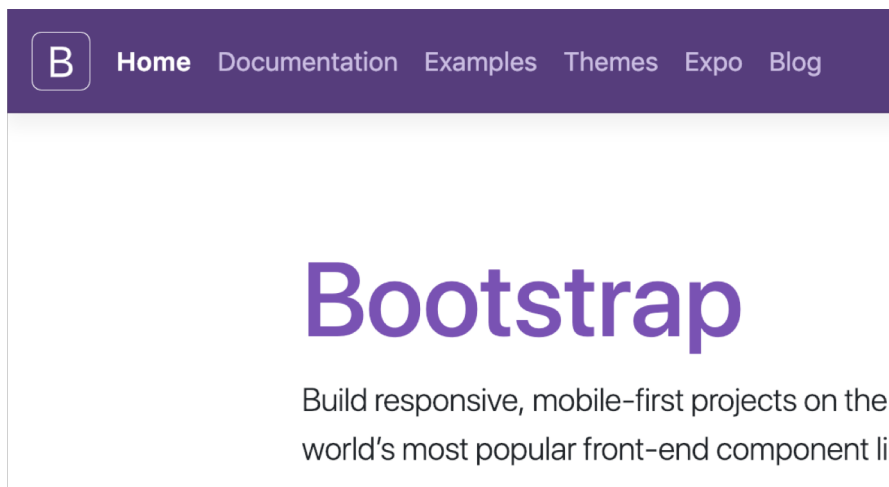 B Home Documentation Examples Themes Expo Blog
Bootstrap
Build responsive, mobile-first projects on the
world’s most popular front-end component li